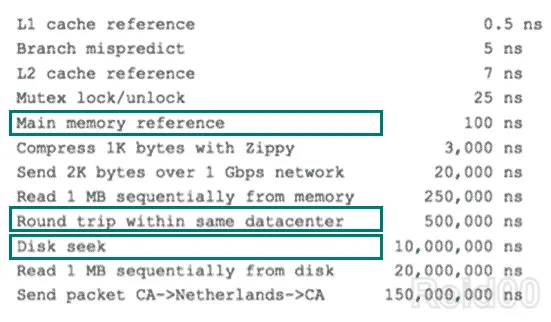 L1 cache reference 0.5 ns
Branch mispredict 5 ns
L2 cache reference 7 ns
Mutex lock/unlock 25 ns
Main memory reference 100 ns
Compress 1K bytes with Zippy 3,000 ns
Send 2K bytes over 1 Gbps network 20,000 ns
Read 1 MB sequentially from memory 250,000 ns
Round trip within same datacenter 500,000 ns
Disk seek 10,000,000 ns
Read 1 MB sequentially from disk 20,000,000 ns
Send packet CA->Netherlands->CA 150,000,000 ns
Reid00